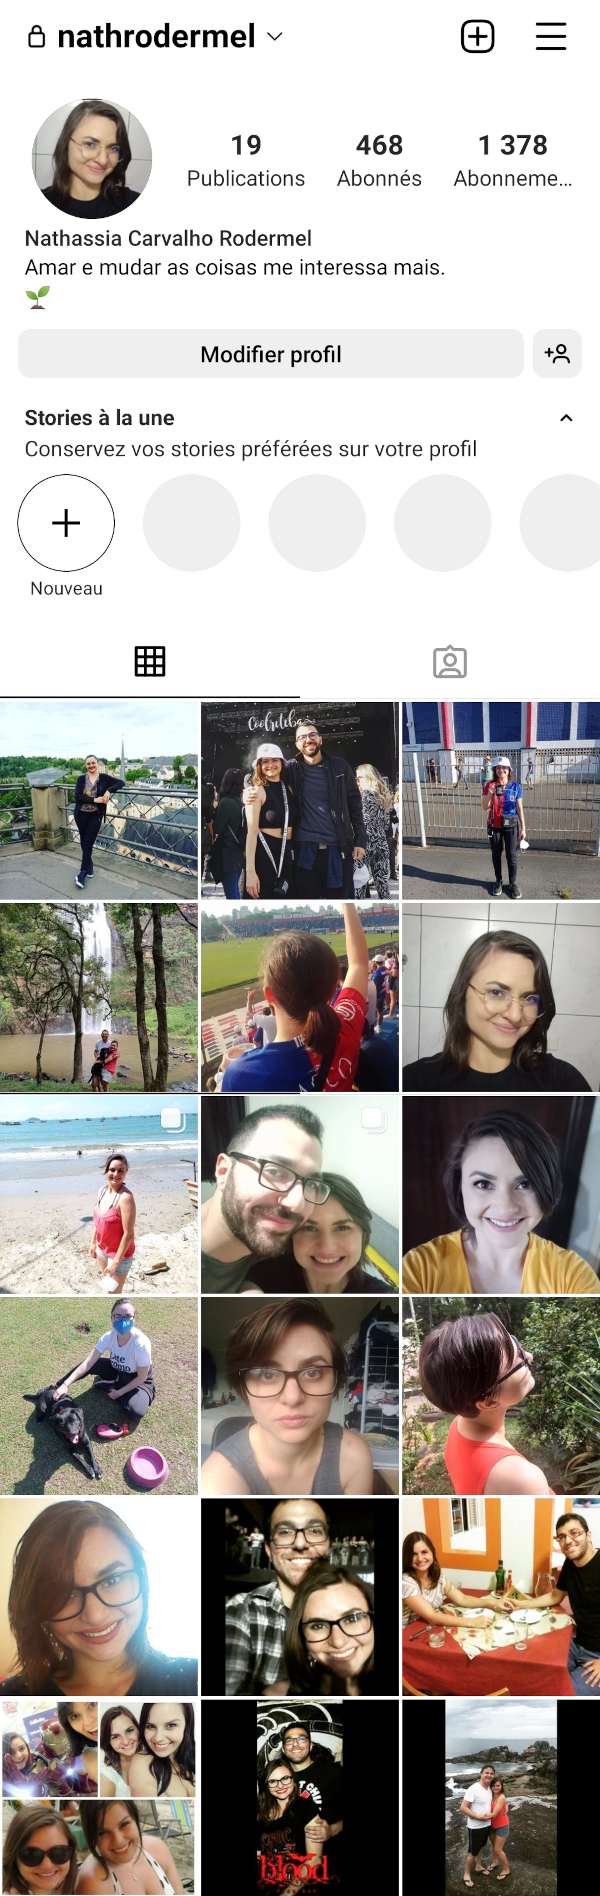 nathrodermel
19
468
1 378
Publications
Abonnés
Abonneme...
Nathassia Carvalho Rodermel
Amar e mudar as coisas me interessa mais.
Modifier profil
Stories à la une
Conservez vos stories préférées sur votre profil
Nouveau
Coolritiba
blood